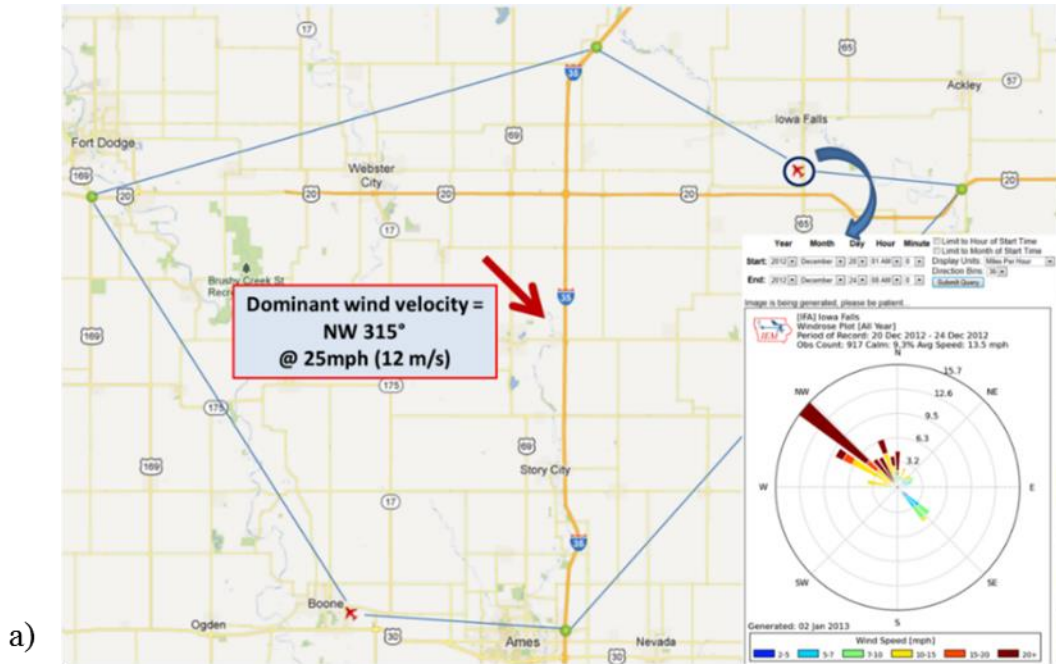 a)
17
35
65
57
Ackley
Iowa Falls
Fort Dodge
169
69
Webster
City
20
20
20
20
20
65
Brushy Creek St
Dominant wind velocity =
NW 315°
@ 25mph (12 m/s)
35
17
175
175
169
69
Story City
169
17
35
Boone
Ogden
30
Ames
30
Nevada
Year Month Day Hour Minute
Limit to Hour of Start Time
Limit to Month of Start Time
Start: 2012 December 01 AM 0
Display Units: Miles Per Hour
Direction Bins: 36
End: 2012 December 24 0
Submit Query
Image is being generated, please be patient...
IEM
[IFA] Iowa Falls
Windrose Plot [All Year]
Period of Record: 20 Dec 2012 - 24 Dec 2012
Obs Count: 917 Calm: 9.3% Avg Speed: 13.5 mph
N
15.7
NW
12.6
NE
9.5
6.3
3.2
W
E
SW
SE
S
Generated: 02 Jan 2013
Wind Speed [mph]
2-5 5-7 7-10 10-15 15-20 20+